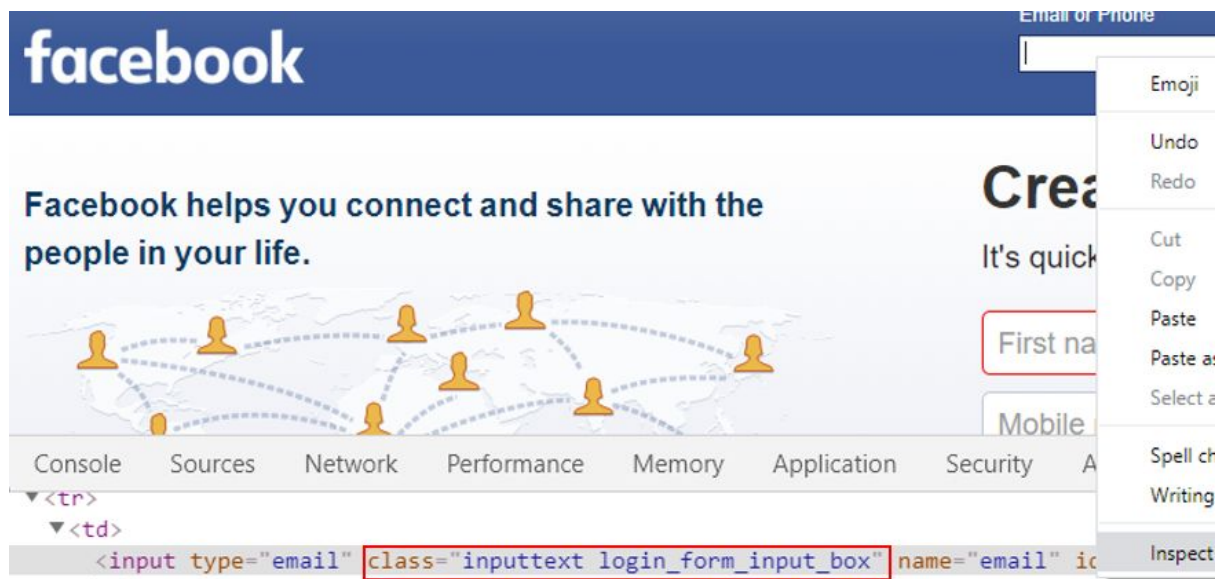 Email or Phone
facebook
Emoji
Undo
Redo
Facebook helps you connect and share with the
people in your life.
Crea
It's quick
Cut
Copy
Paste
First na
Paste as
Select a
Mobile
Console Sources Network Performance Memory Application Security A
Spell ch
Writing
▼<tr>
▼<td>
<input type="email" class="inputtext login_form_input_box" name="email" id
Inspect